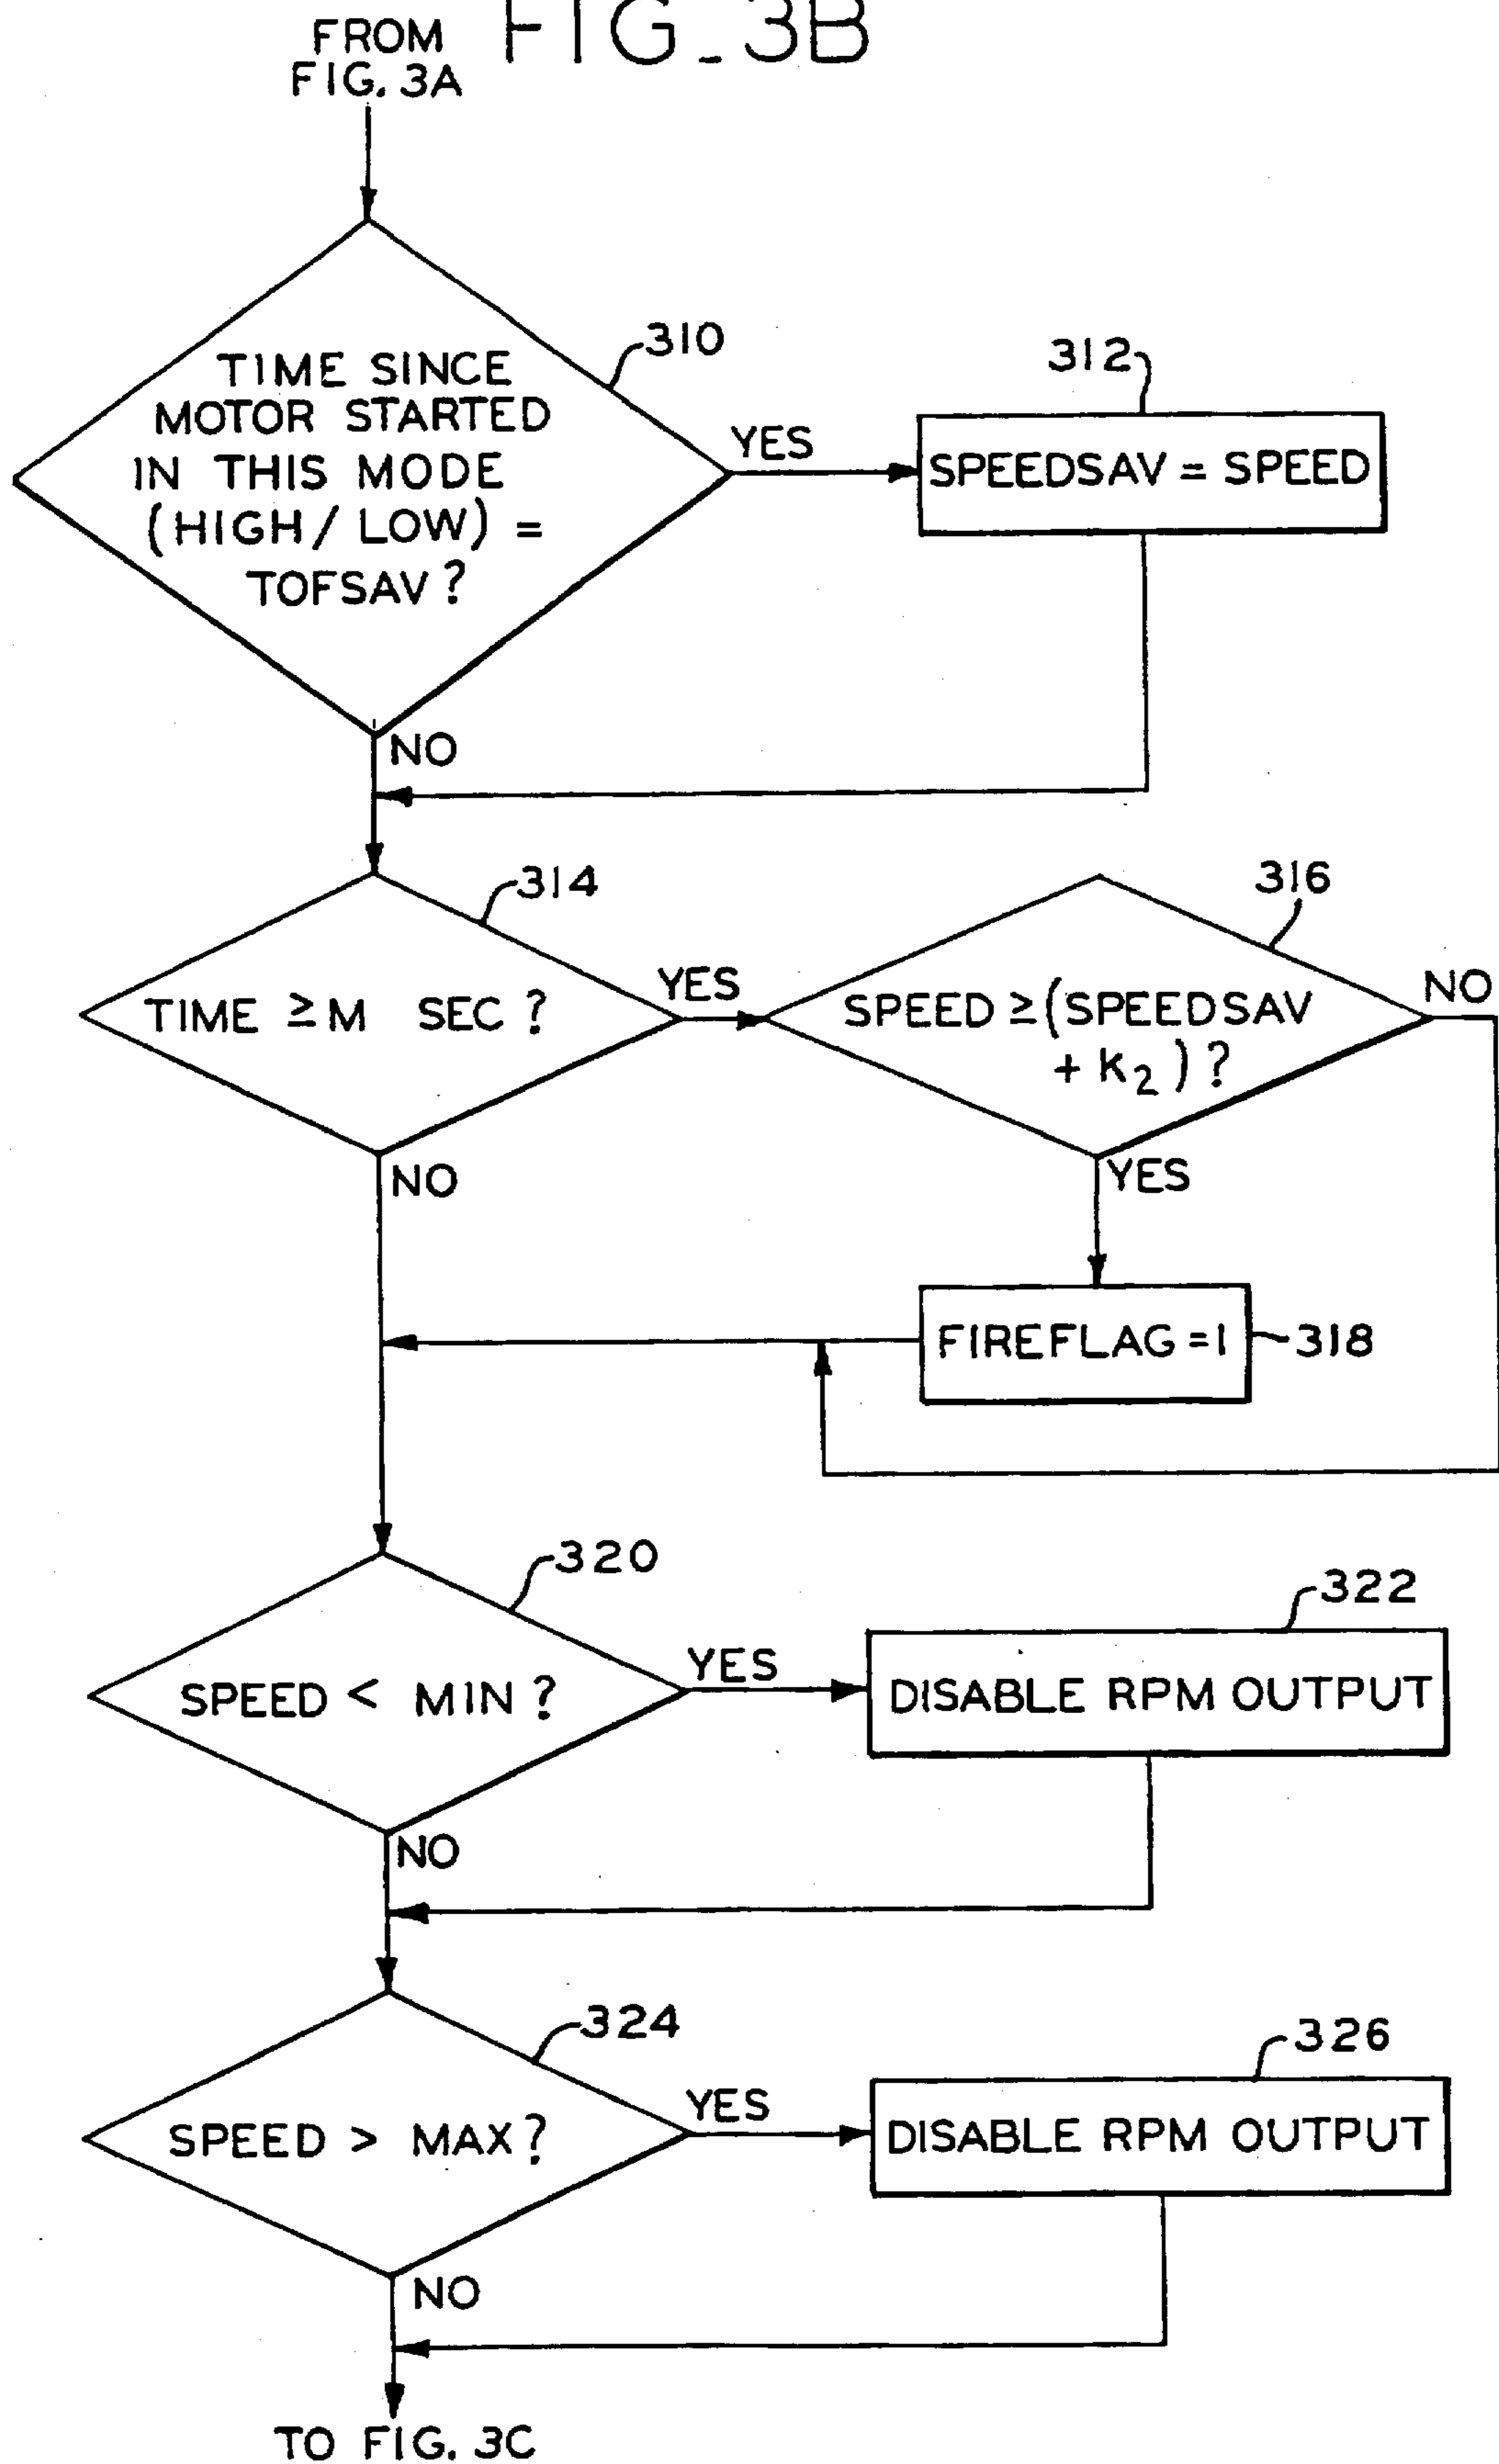 FIG_3B
FROM
FIG. 3A
TIME SINCE
MOTOR STARTED
IN THIS MODE
(HIGH/LOW) =
TOFSAV?
310
YES
312
SPEEDSAV = SPEED
NO
314
TIME ≥M SEC?
YES
316
SPEED ≥(SPEEDSAV
+ K₂)?
NO
NO
YES
FIREFLAG =1
318
320
SPEED < MIN?
YES
322
DISABLE RPM OUTPUT
NO
324
SPEED > MAX?
YES
326
DISABLE RPM OUTPUT
NO
TO FIG. 3C